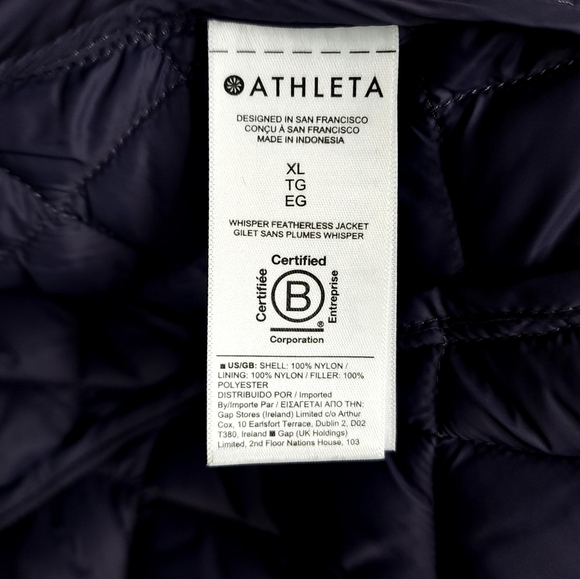 ATHLETA
DESIGNED IN SAN FRANCISCO
CONÇU À SAN FRANCISCO
MADE IN INDONESIA
XL
TG
EG
WHISPER FEATHERLESS JACKET
GILET SANS PLUMES WHISPER
Certified
Certifiée
B
Entreprise
®
Corporation
■ US/GB: SHELL: 100% NYLON /
LINING: 100% NYLON / FILLER: 100%
POLYESTER
DISTRIBUIDO POR / Imported
By/Importe Par / ΕΙΣΑΓΕΤΑΙ ΑΠΟ ΤΗΝ:
Gap Stores (Ireland) Limited c/o Arthur
Cox, 10 Earlsfort Terrace, Dublin 2, D02
T380, Ireland ■ Gap (UK Holdings)
Limited, 2nd Floor Nations House, 103